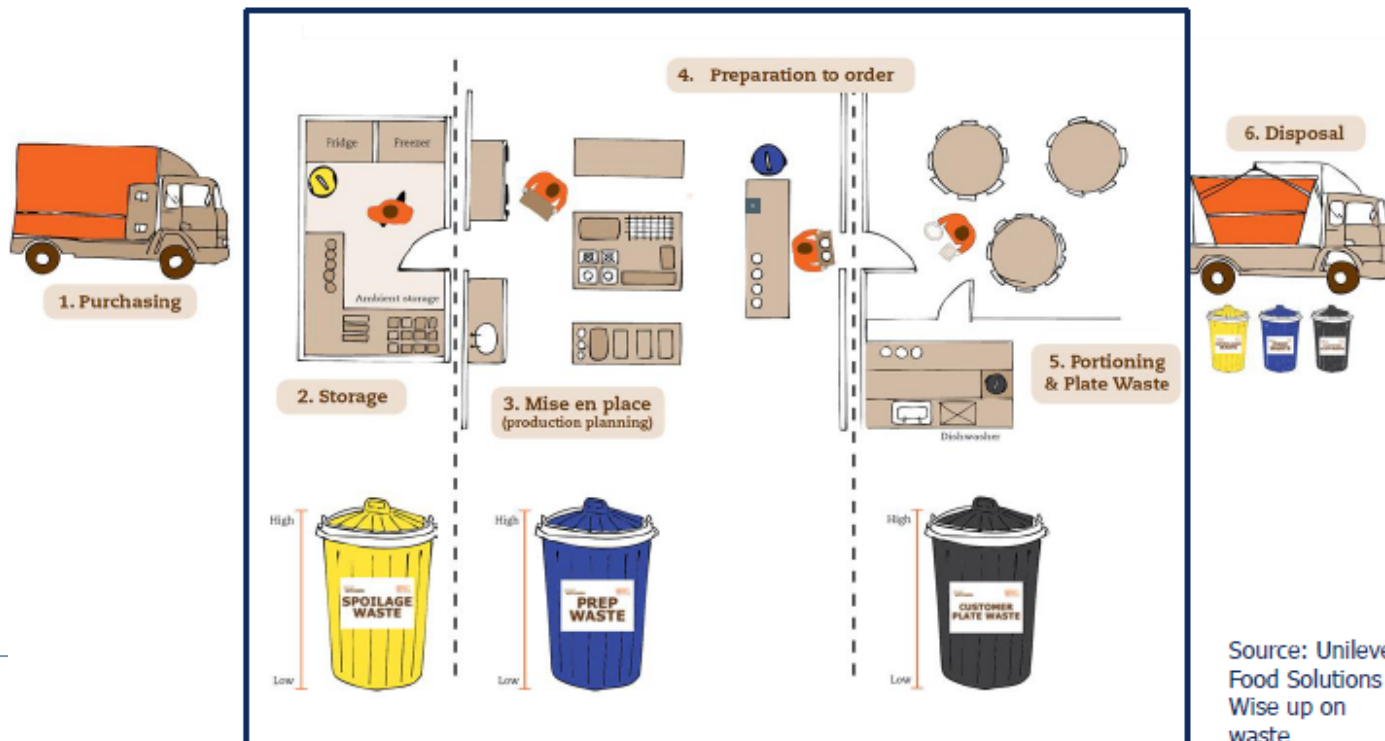 4. Preparation to order
6. Disposal
Fridge
Freezer
1. Purchasing
Ambient storage
2. Storage
3. Mise en place
(production planning)
5. Portioning
& Plate Waste
Dishwasher
High
SPOILAGE
WASTE
Low
High
PREP
WASTE
Low
High
CUSTOMER
PLATE WASTE
Low
Source: Unileve
Food Solutions
Wise up on
waste